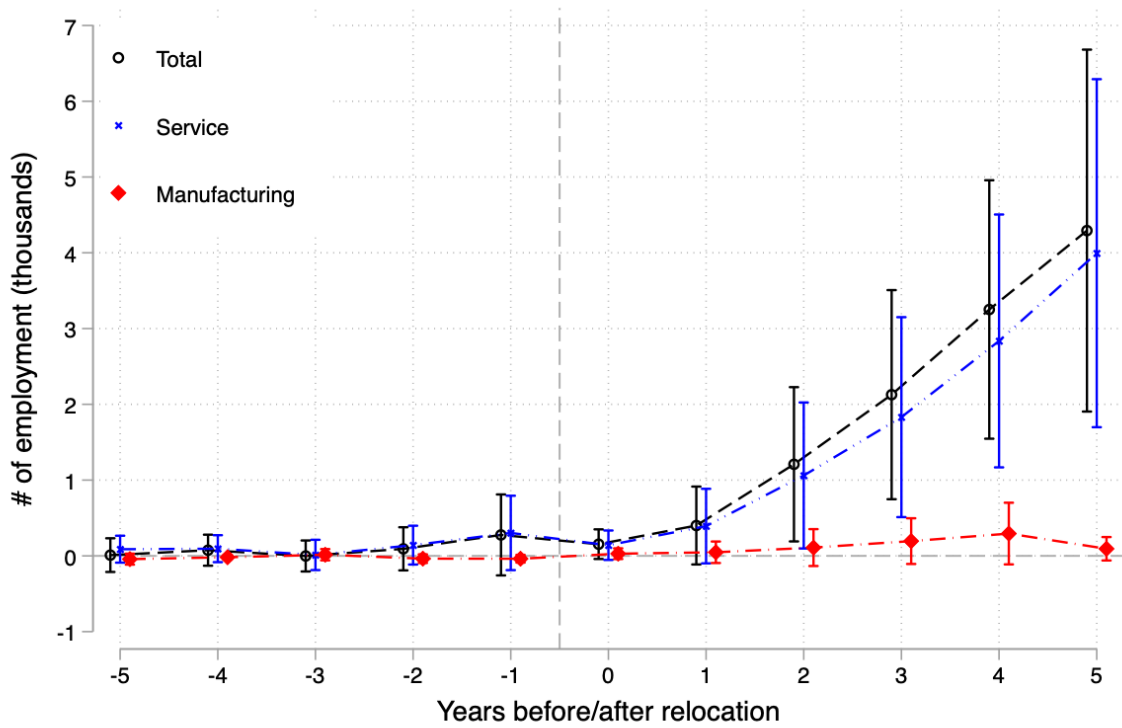 7
6
5
4
3
2
1
0
-1
# of employment (thousands)
Total
Service
Manufacturing
-5 -4 -3 -2 -1 0 1 2 3 4 5
Years before/after relocation